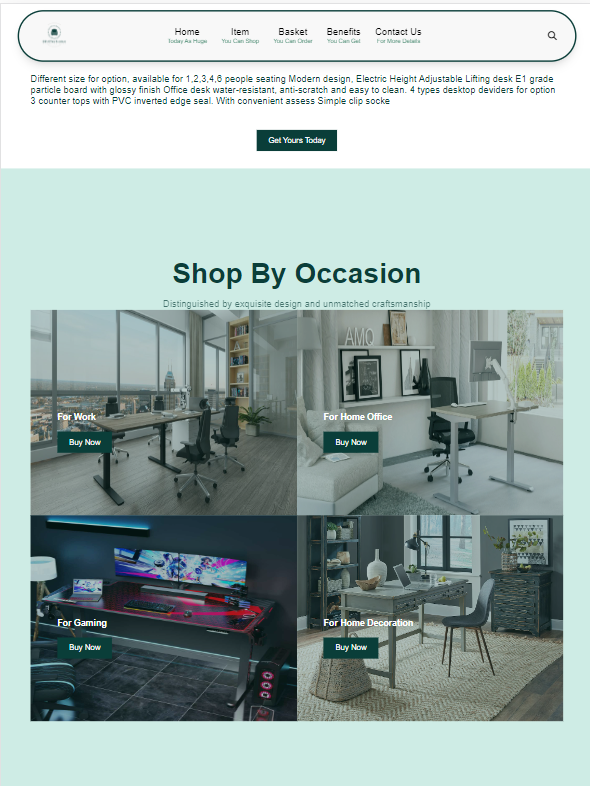 Home Item Basket Benefits Contact Us
Today As Huge You Can Shop You Can Order You Can Get For More Details
Different size for option, available for 1,2,3,4,6 people seating Modern design, Electric Height Adjustable Lifting desk E1 grade
particle board with glossy finish Office desk water-resistant, anti-scratch and easy to clean. 4 types desktop deviders for option
3 counter tops with PVC inverted edge seal. With convenient assess Simple clip socke
Get Yours Today
Shop By Occasion
Distinguished by exquisite design and unmatched craftsmanship
AMQ
For Work
Buy Now
For Home Office
Buy Now
For Gaming
Buy Now
For Home Decoration
Buy Now